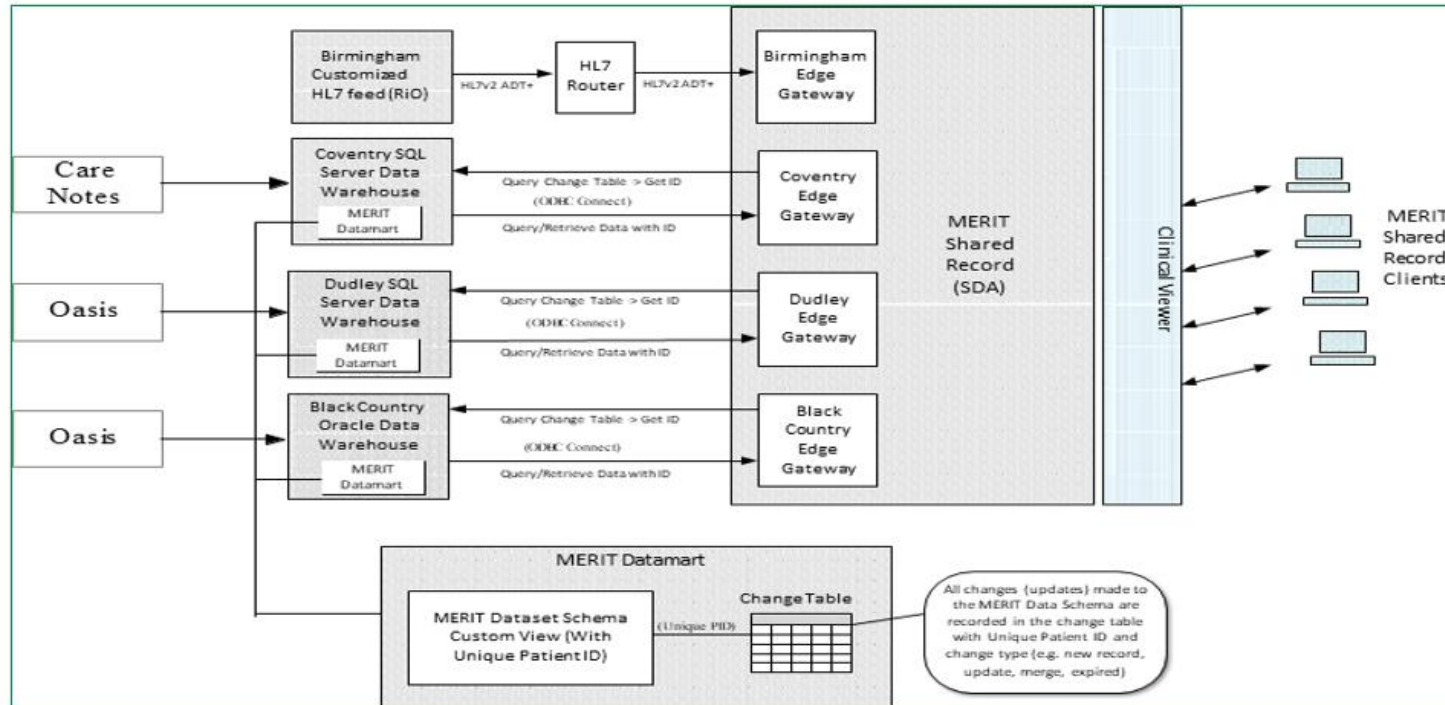 Birmingham
Customized
HL7 feed (RiO)
HL7v2 ADT+
HL7
Router
HL7v2 ADT+
Birmingham
Edge
Gateway
Care
Notes
Coventry SQL
Server Data
Warehouse
MERIT
Datamart
Query Change Table -> Get ID
(ODBC Connect)
Query/Retrieve Data with ID
Coventry
Edge
Gateway
Oasis
Dudley SQL
Server Data
Warehouse
MERIT
Datamart
Query Change Table -> Get ID
(ODBC Connect)
Query/Retrieve Data with ID
Dudley
Edge
Gateway
Oasis
Black Country
Oracle Data
Warehouse
MERIT
Datamart
Query Change Table -> Get ID
(ODBC Connect)
Query/Retrieve Data with ID
Black
Country
Edge
Gateway
MERIT
Shared
Record
(SDA)
Clinical Viewer
MERIT
Shared
Record
Clients
MERIT Datamart
MERIT Dataset Schema
Custom View (With
Unique Patient ID)
(Unique PID)
Change Table
All changes (updates) made to
the MERIT Data Schema are
recorded in the change table
with Unique Patient ID and
change type (e.g. new record,
update, merge, expired)